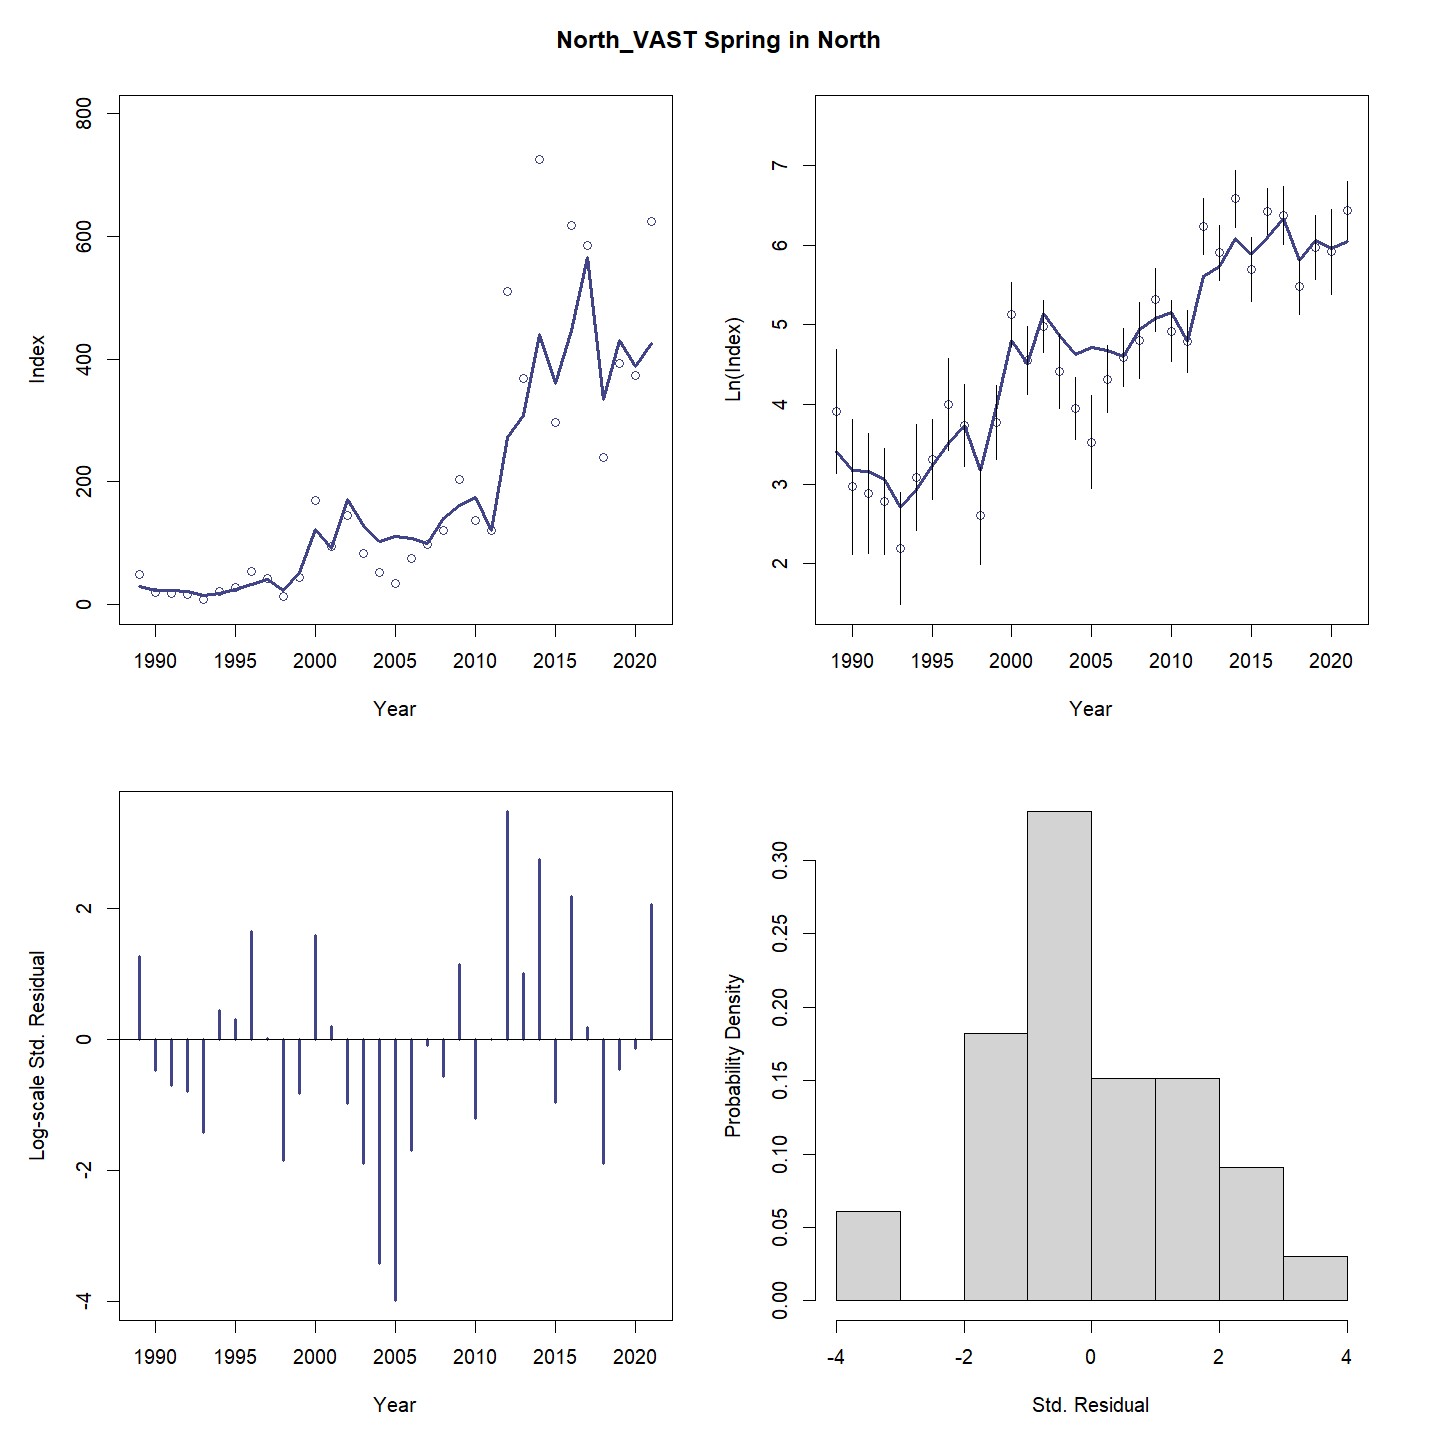 North_VAST Spring in North
Index
0 200 400 600 800
1990 1995 2000 2005 2010 2015 2020
Year
Ln(Index)
2 3 4 5 6 7
1990 1995 2000 2005 2010 2015 2020
Year
Log-scale Std. Residual
-4 -2 0 2
1990 1995 2000 2005 2010 2015 2020
Year
Probability Density
0.00 0.05 0.10 0.15 0.20 0.25 0.30
-4 -2 0 2 4
Std. Residual